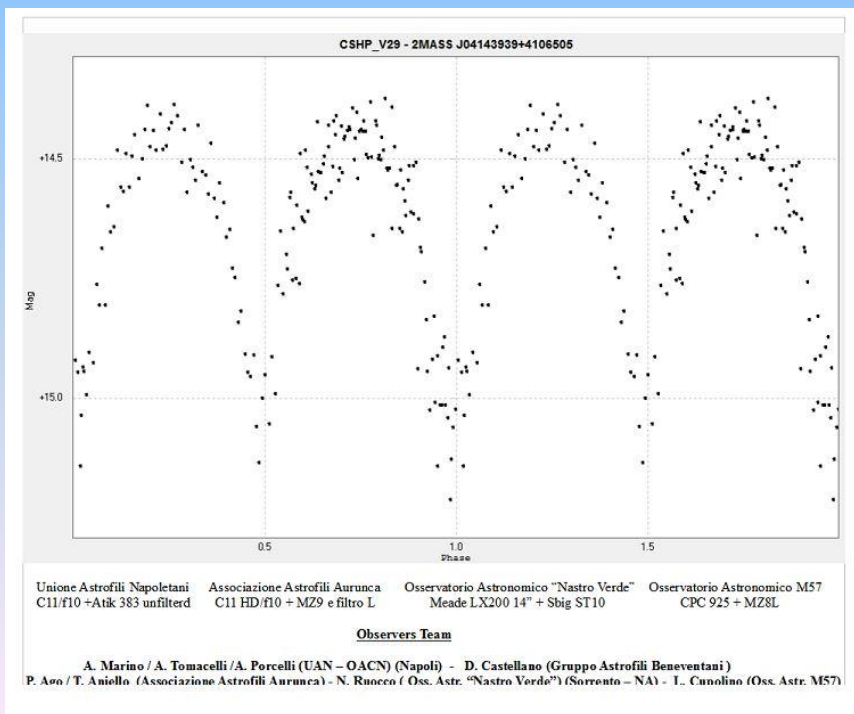 CSHP_V29 - 2MASS J04143939+4106505
+14.5
Mag
+15.0
0.5
1.0
1.5
Phase
Unione Astrofili Napoletani Associazione Astrofili Aurunca Osservatorio Astronomico “Nastro Verde” Osservatorio Astronomico M57
C11/f10 +Atik 383 unfilterd C11 HD/f10 + MZ9 e filtro L Meade LX200 14” + Sbig ST10 CPC 925 + MZ8L
Observers Team
A. Marino / A. Tomacelli /A. Porcelli (UAN – OACN) (Napoli) - D. Castellano (Gruppo Astrofili Beneventani )
P. Ago / T. Aniello (Associazione Astrofili Aurunca) - N. Ruocco ( Oss. Astr. “Nastro Verde”) (Sorrento – NA) - L. Cupolino (Oss. Astr. M57)